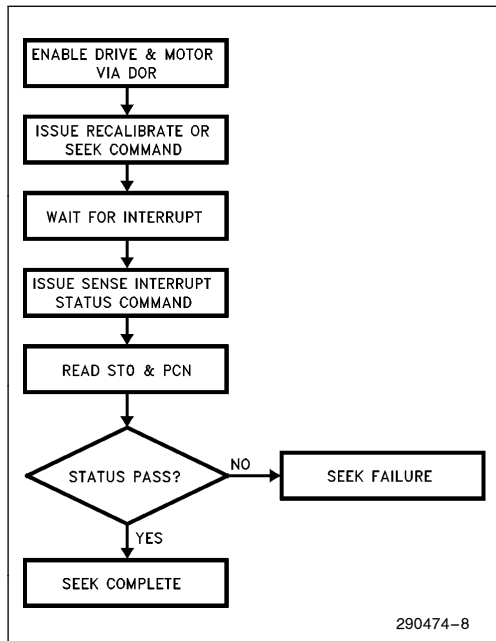 ENABLE DRIVE & MOTOR
VIA DOR
ISSUE RECALIBRATE OR
SEEK COMMAND
WAIT FOR INTERRUPT
ISSUE SENSE INTERRUPT
STATUS COMMAND
READ ST0 & PCN
STATUS PASS?
NO
SEEK FAILURE
YES
SEEK COMPLETE
290474–8